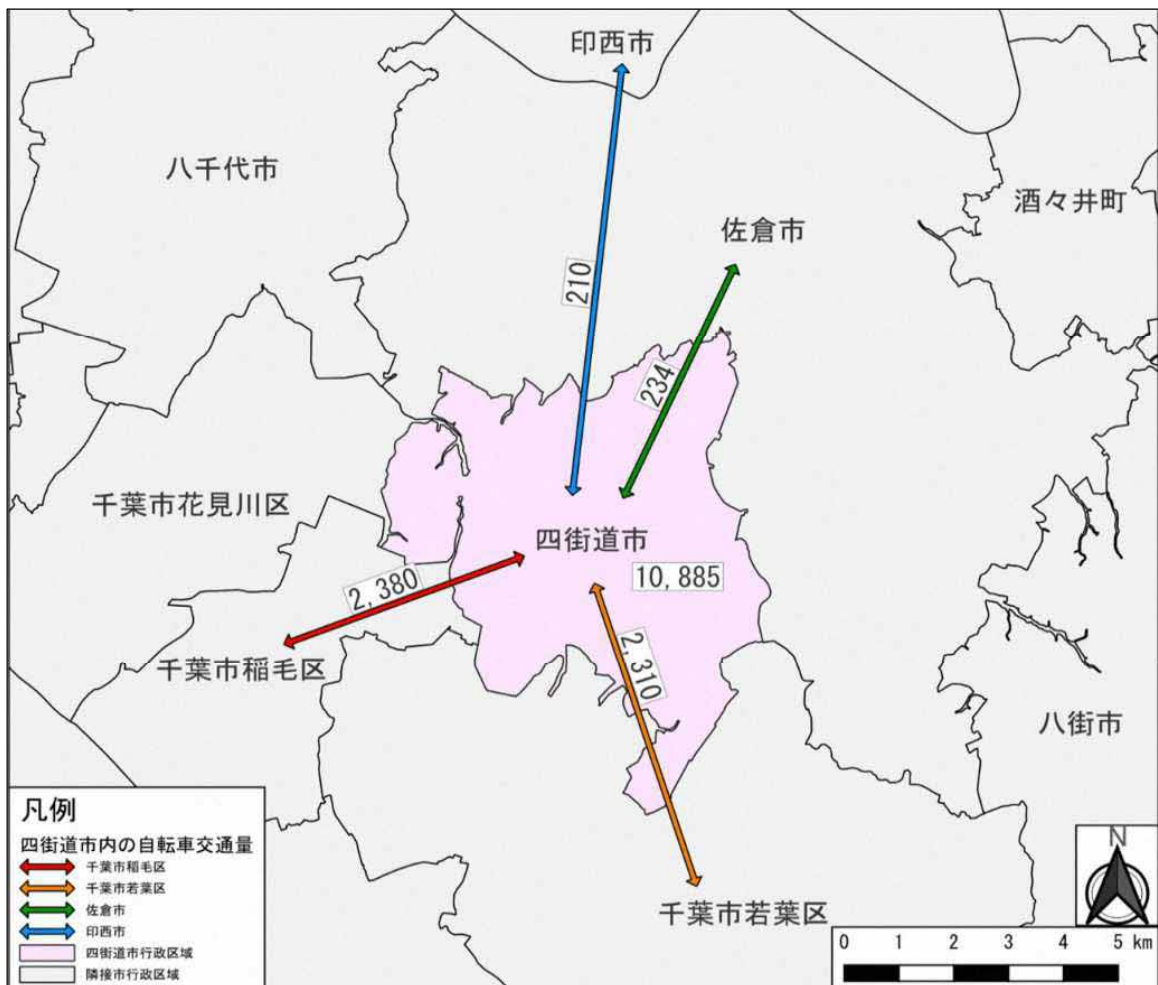 印西市
八千代市
酒々井町
佐倉市
210
234
千葉市花見川区
四街道市
10,885
2,380
千葉市稲毛区
2,310
八街市
千葉市若葉区
凡例
四街道市内の自転車交通量
千葉市稲毛区
千葉市若葉区
佐倉市
印西市
四街道市行政区域
隣接市行政区域
N
0 1 2 3 4 5 km